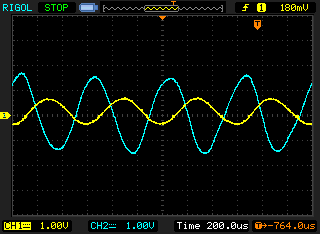 RIGOL STOP T f 1 180mV
T
1
CH1 1.00V CH2 1.00V Time 200.0us T→-764.0us